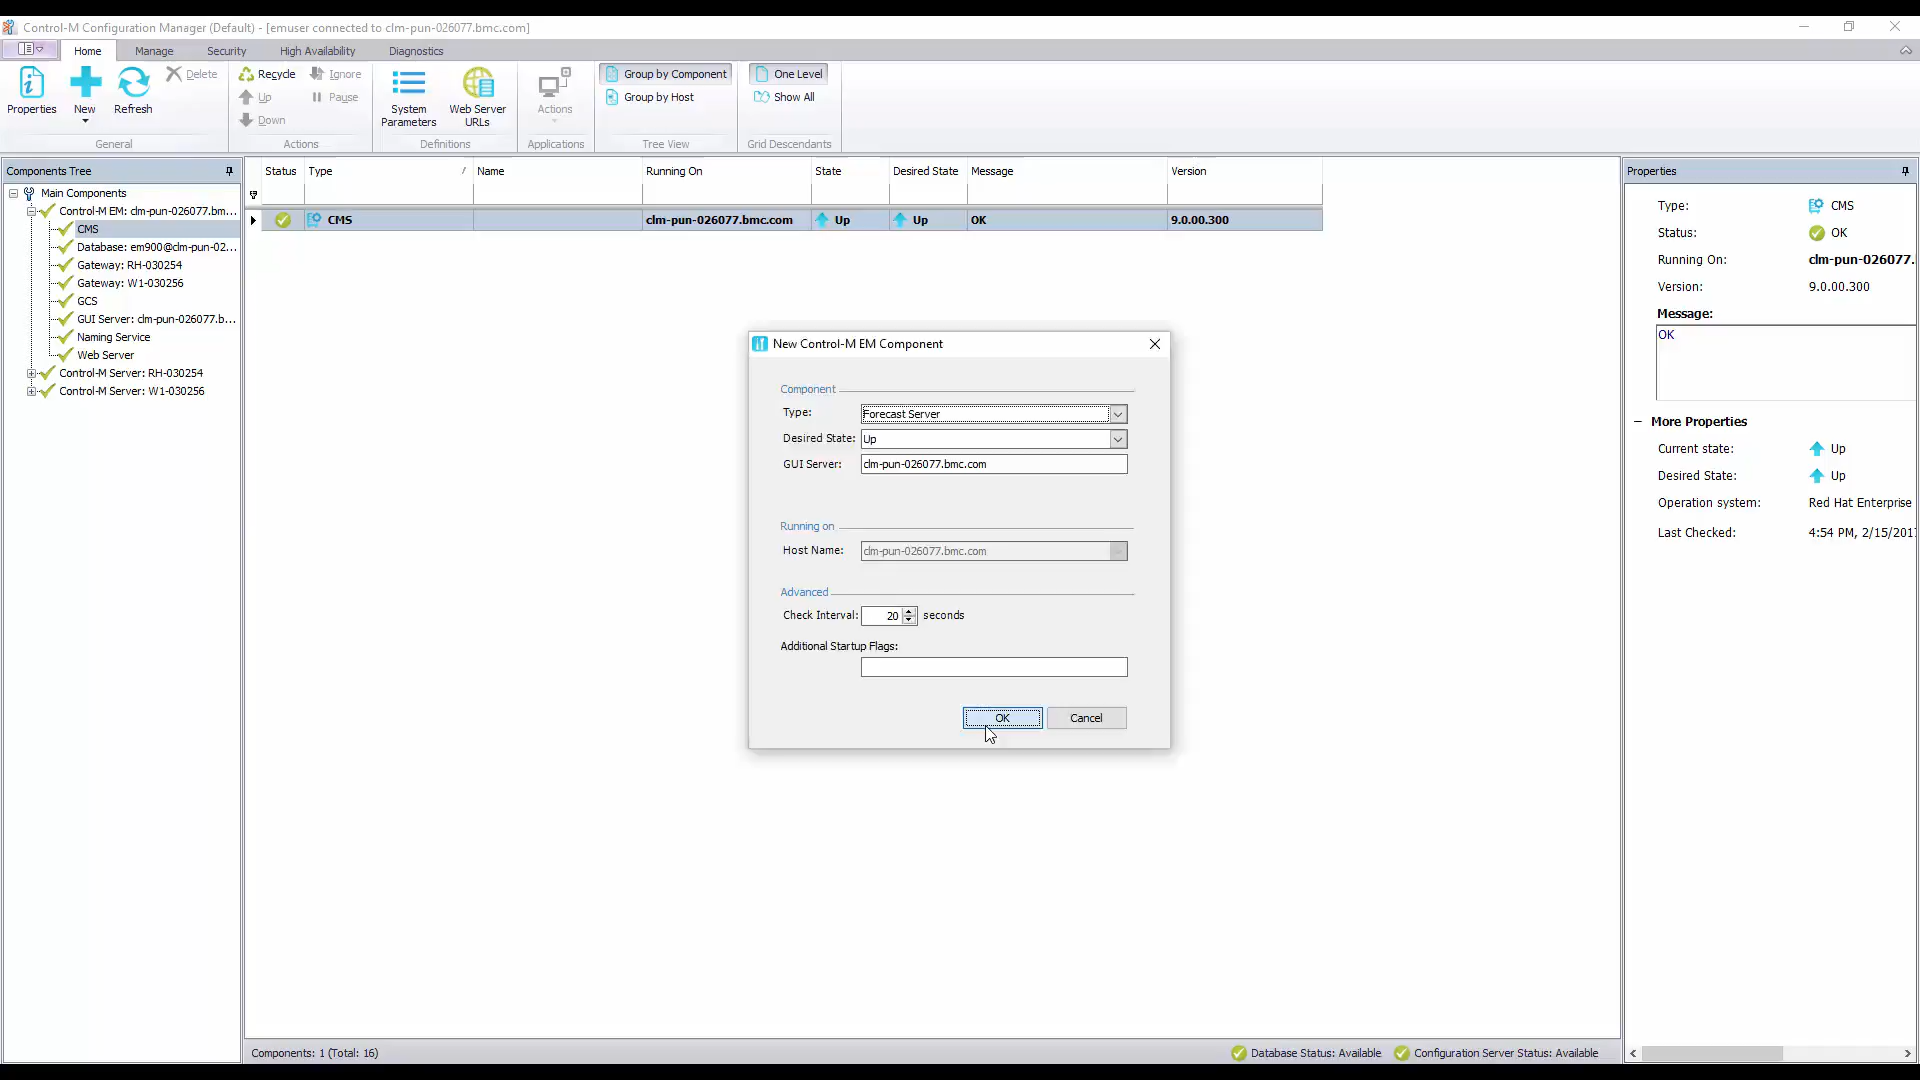 Control-M Configuration Manager (Default) - [emuser connected to clm-pun-026077.bmc.com]
Home Manage Security High Availability Diagnostics
Properties
New
Refresh
Delete
General
Recycle
Up
Down
Ignore
Pause
Actions
System Parameters
Web Server URLs
Definitions
Actions
Applications
Group by Component
Group by Host
Tree View
One Level
Show All
Grid Descendants
Components Tree
Main Components
Control-M EM: clm-pun-026077.bm...
CMS
Database: em900@clm-pun-02...
Gateway: RH-030254
Gateway: W1-030256
GCS
GUI Server: clm-pun-026077.b...
Naming Service
Web Server
Control-M Server: RH-030254
Control-M Server: W1-030256
Status Type / Name Running On State Desired State Message Version
CMS clm-pun-026077.bmc.com Up Up OK 9.0.00.300
New Control-M EM Component
Component
Type: Forecast Server
Desired State: Up
GUI Server: clm-pun-026077.bmc.com
Running on
Host Name: clm-pun-026077.bmc.com
Advanced
Check Interval: 20 seconds
Additional Startup Flags:
OK Cancel
Properties
Type: CMS
Status: OK
Running On: clm-pun-026077.
Version: 9.0.00.300
Message:
OK
More Properties
Current state: Up
Desired State: Up
Operation system: Red Hat Enterprise
Last Checked: 4:54 PM, 2/15/201
Components: 1 (Total: 16)
Database Status: Available
Configuration Server Status: Available